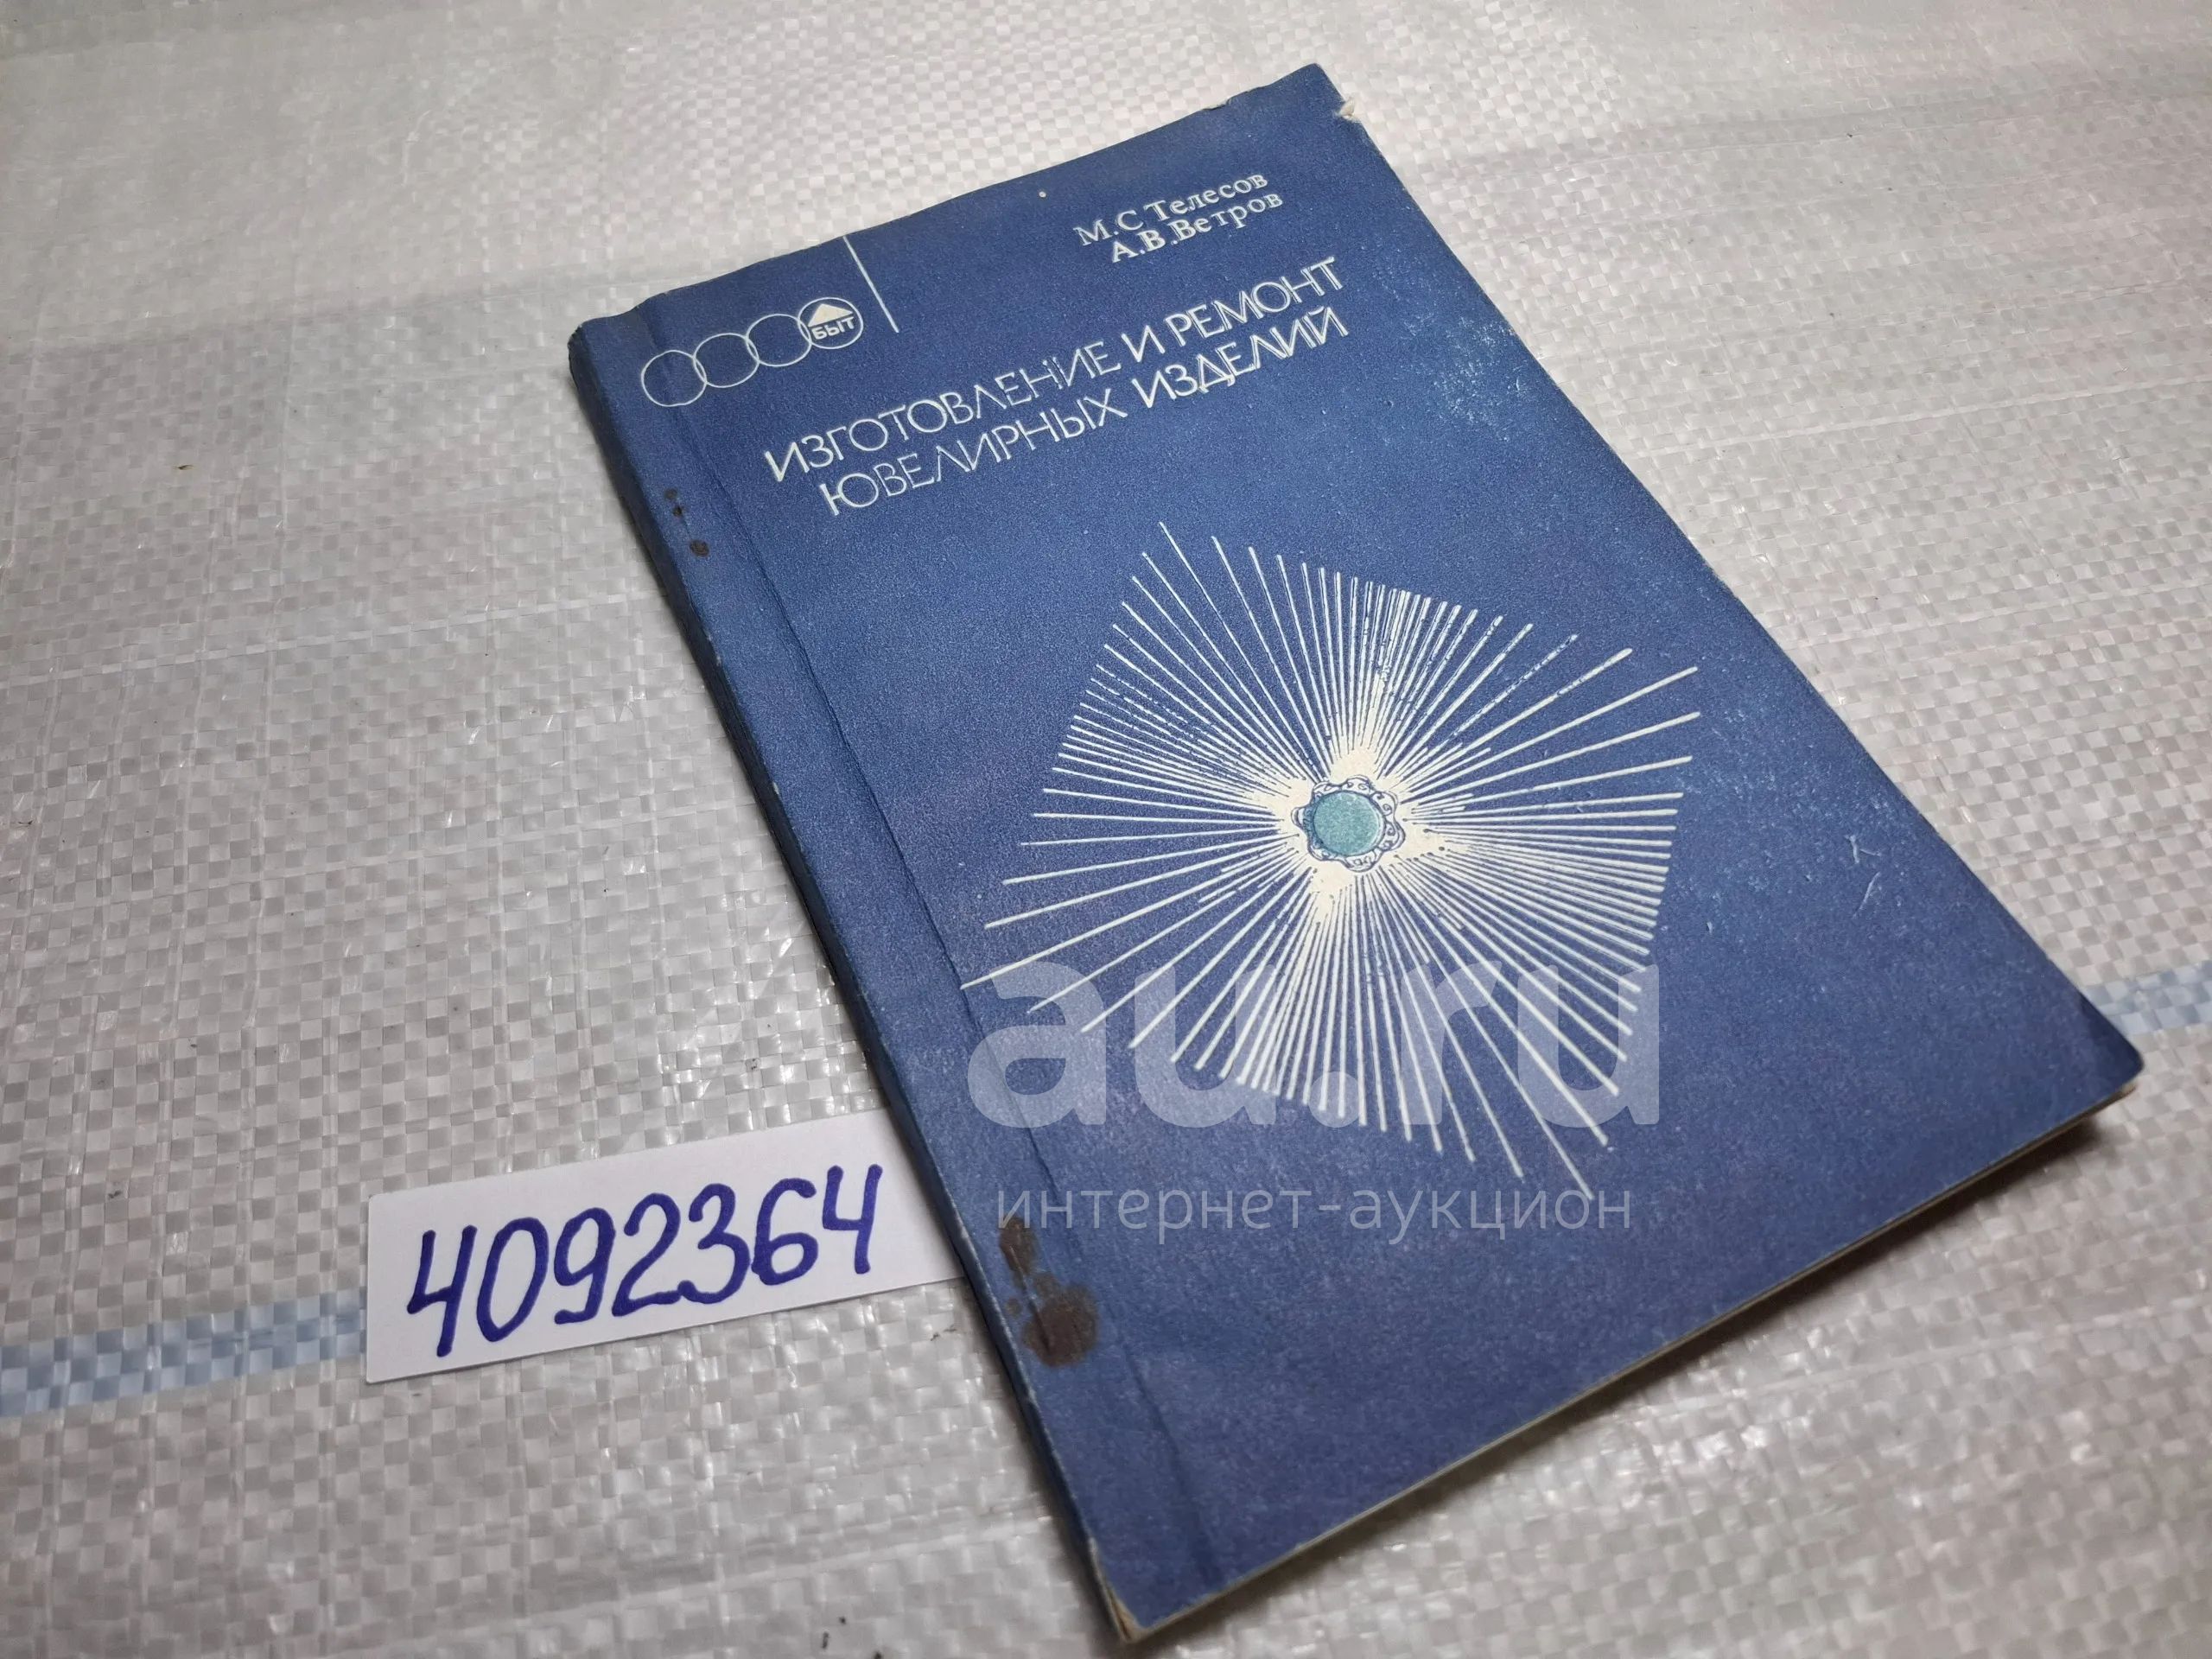 М.С Телесов
А.В.Ветров
БЫТ
ИЗГОТОВЛЕНИЕ И РЕМОНТ
ЮВЕЛИРНЫХ ИЗДЕЛИЙ
au.ru
интернет-аукцион
4092364